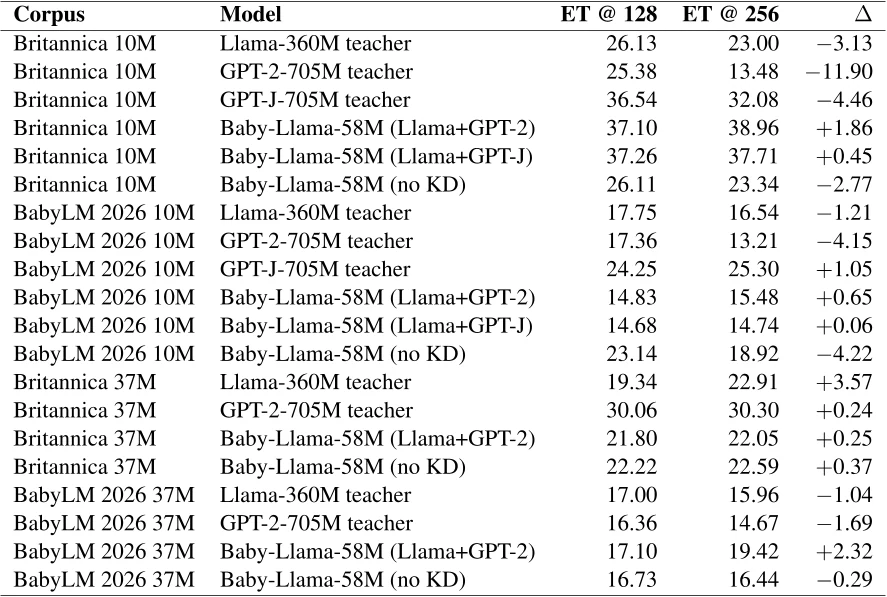 Corpus Model ET @ 128 ET @ 256 Δ
Britannica 10M Llama-360M teacher 26.13 23.00 −3.13
Britannica 10M GPT-2-705M teacher 25.38 13.48 −11.90
Britannica 10M GPT-J-705M teacher 36.54 32.08 −4.46
Britannica 10M Baby-Llama-58M (Llama+GPT-2) 37.10 38.96 +1.86
Britannica 10M Baby-Llama-58M (Llama+GPT-J) 37.26 37.71 +0.45
Britannica 10M Baby-Llama-58M (no KD) 26.11 23.34 −2.77
BabyLM 2026 10M Llama-360M teacher 17.75 16.54 −1.21
BabyLM 2026 10M GPT-2-705M teacher 17.36 13.21 −4.15
BabyLM 2026 10M GPT-J-705M teacher 24.25 25.30 +1.05
BabyLM 2026 10M Baby-Llama-58M (Llama+GPT-2) 14.83 15.48 +0.65
BabyLM 2026 10M Baby-Llama-58M (Llama+GPT-J) 14.68 14.74 +0.06
BabyLM 2026 10M Baby-Llama-58M (no KD) 23.14 18.92 −4.22
Britannica 37M Llama-360M teacher 19.34 22.91 +3.57
Britannica 37M GPT-2-705M teacher 30.06 30.30 +0.24
Britannica 37M Baby-Llama-58M (Llama+GPT-2) 21.80 22.05 +0.25
Britannica 37M Baby-Llama-58M (no KD) 22.22 22.59 +0.37
BabyLM 2026 37M Llama-360M teacher 17.00 15.96 −1.04
BabyLM 2026 37M GPT-2-705M teacher 16.36 14.67 −1.69
BabyLM 2026 37M Baby-Llama-58M (Llama+GPT-2) 17.10 19.42 +2.32
BabyLM 2026 37M Baby-Llama-58M (no KD) 16.73 16.44 −0.29